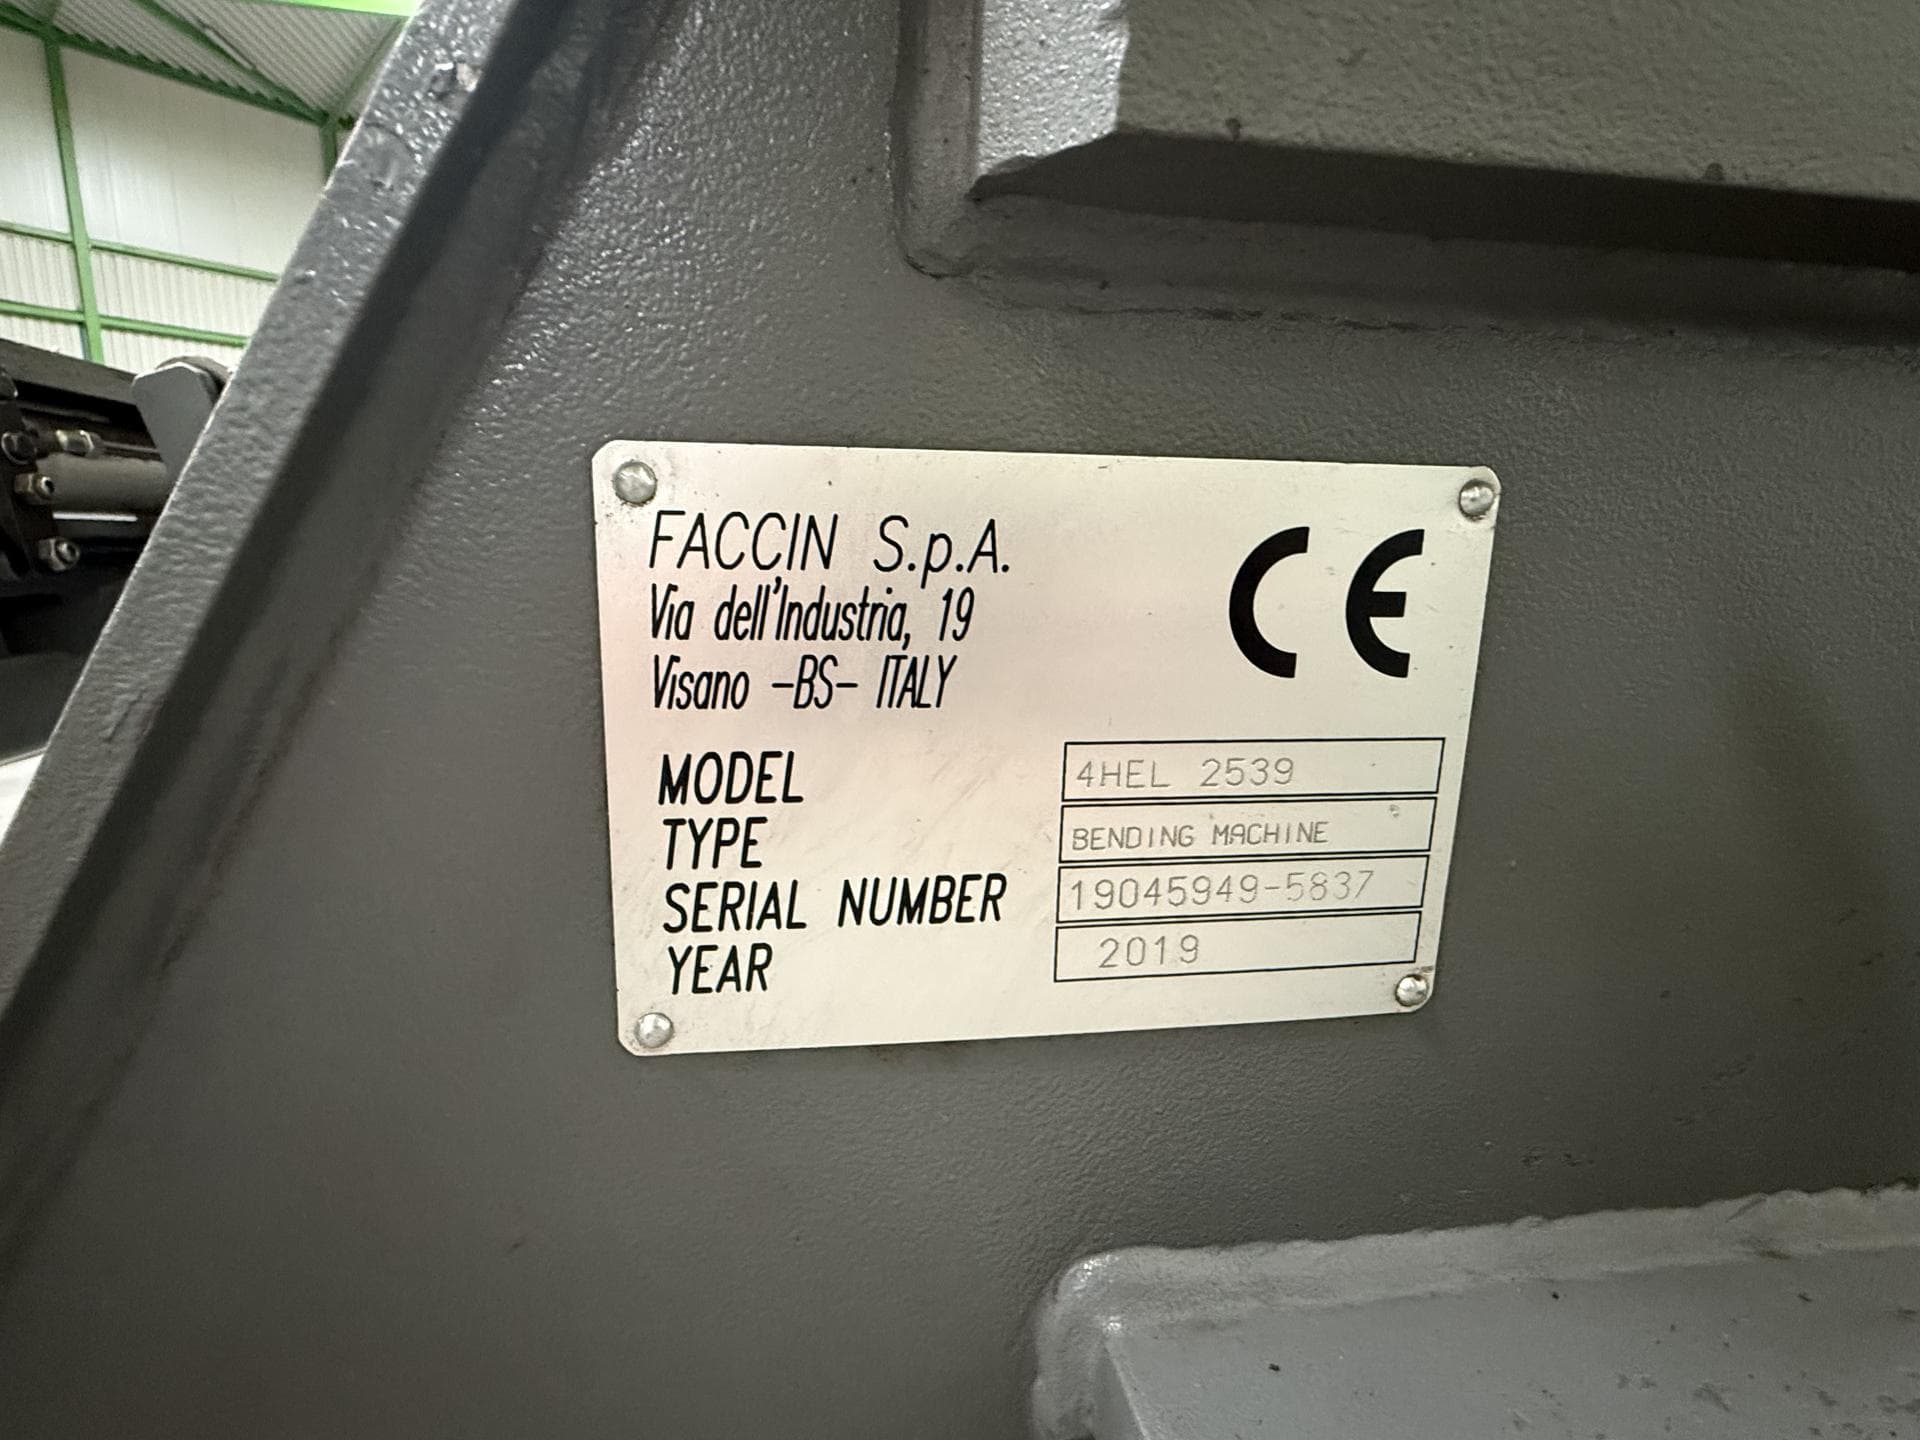 FACCIN S.p.A.
Via dell'Industria, 19
Visano -BS- ITALY
CE
MODEL 4HEL 2539
TYPE BENDING MACHINE
SERIAL NUMBER 19045949-5837
YEAR 2019